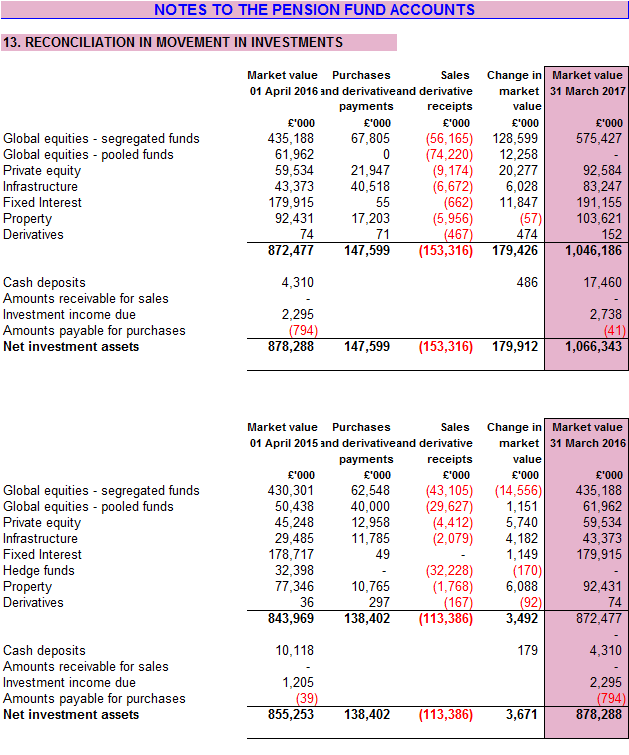 NOTES TO THE PENSION FUND ACCOUNTS
13. RECONCILIATION IN MOVEMENT IN INVESTMENTS
Market value Purchases Sales Change in Market value
01 April 2016 and derivative and derivative market 31 March 2017
payments receipts value
£'000 £'000 £'000 £'000 £'000
Global equities - segregated funds 435,188 67,805 (56,165) 128,599 575,427
Global equities - pooled funds 61,962 0 (74,220) 12,258 -
Private equity 59,534 21,947 (9,174) 20,277 92,584
Infrastructure 43,373 40,518 (6,672) 6,028 83,247
Fixed Interest 179,915 55 (662) 11,847 191,155
Property 92,431 17,203 (5,956) (57) 103,621
Derivatives 74 71 (467) 474 152
872,477 147,599 (153,316) 179,426 1,046,186
Cash deposits 4,310 486 17,460
Amounts receivable for sales - -
Investment income due 2,295 2,738
Amounts payable for purchases (794) (41)
Net investment assets 878,288 147,599 (153,316) 179,912 1,066,343
Market value Purchases Sales Change in Market value
01 April 2015 and derivative and derivative market 31 March 2016
payments receipts value
£'000 £'000 £'000 £'000 £'000
Global equities - segregated funds 430,301 62,548 (43,105) (14,556) 435,188
Global equities - pooled funds 50,438 40,000 (29,627) 1,151 61,962
Private equity 45,248 12,958 (4,412) 5,740 59,534
Infrastructure 29,485 11,785 (2,079) 4,182 43,373
Fixed Interest 178,717 49 - 1,149 179,915
Hedge funds 32,398 - (32,228) (170) -
Property 77,346 10,765 (1,768) 6,088 92,431
Derivatives 36 297 (167) (92) 74
843,969 138,402 (113,386) 3,492 872,477
-
Cash deposits 10,118 179 4,310
Amounts receivable for sales - -
Investment income due 1,205 2,295
Amounts payable for purchases (39) (794)
Net investment assets 855,253 138,402 (113,386) 3,671 878,288